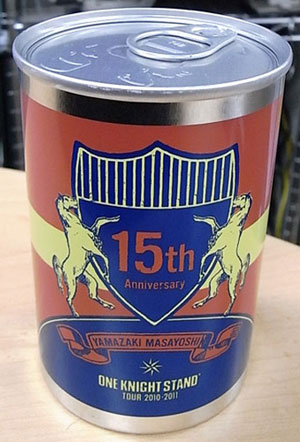 15th
Anniversary
YAMAZAKI MASAYOSHI
ONE KNIGHT STAND
TOUR 2010-2011